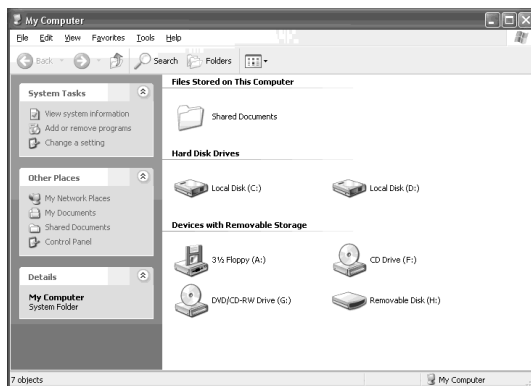 My Computer
File Edit View Favorites Tools Help
Back Search Folders
System Tasks
View system information
Add or remove programs
Change a setting
Other Places
My Network Places
My Documents
Shared Documents
Control Panel
Details
My Computer
System Folder
Files Stored on This Computer
Shared Documents
Hard Disk Drives
Local Disk (C:) Local Disk (D:)
Devices with Removable Storage
3½ Floppy (A:) CD Drive (F:)
DVD/CD-RW Drive (G:) Removable Disk (H:)
7 objects My Computer